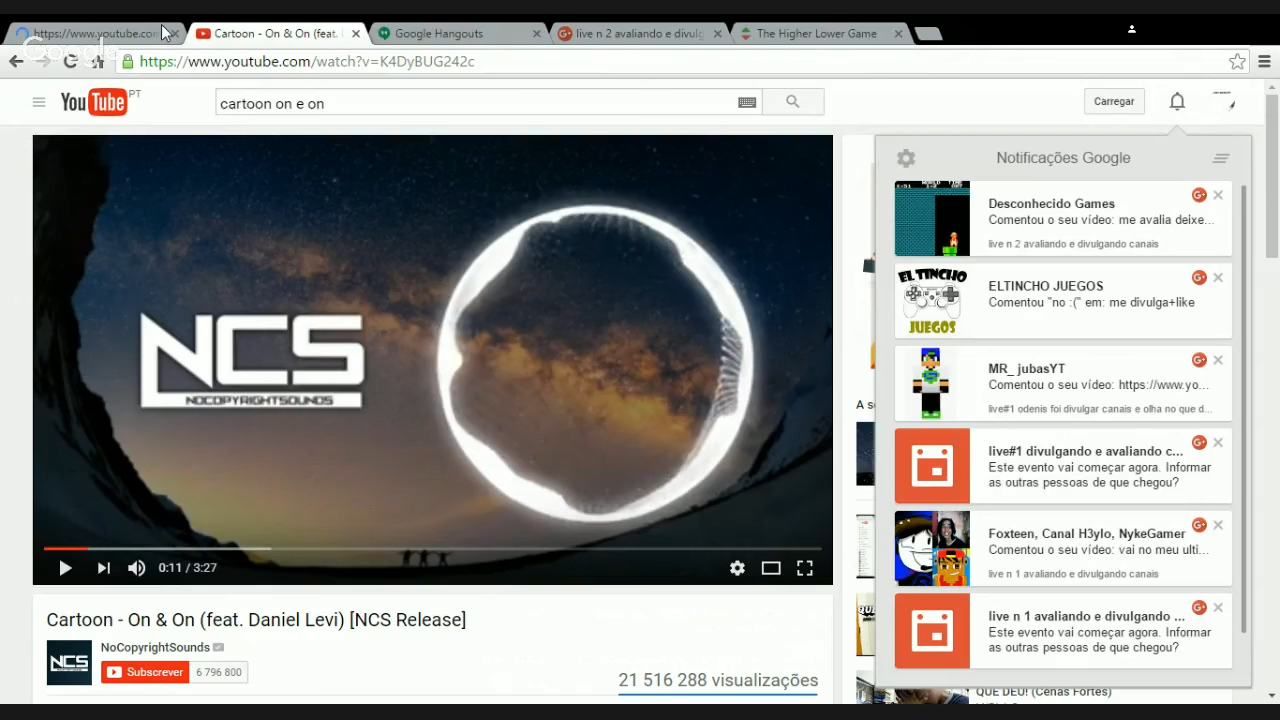 https://www.youtube.com
Cartoon - On & On (feat.
Google Hangouts
live n 2 avaliando e divulg
The Higher Lower Game
Google
https://www.youtube.com/watch?v=K4DyBUG242c
YouTube PT
cartoon on e on
Carregar
Notificações Google
Desconhecido Games
Comentou o seu vídeo: me avalia deixe...
live n 2 avaliando e divulgando canais
EL TINCHO
JUEGOS
ELTINCHO JUEGOS
Comentou "no :(" em: me divulga+like
MR_ jubasYT
Comentou o seu vídeo: https://www.yo...
live#1 odenis foi divulgar canais e olha no que d...
live#1 divulgando e avaliando c...
Este evento vai começar agora. Informar
as outras pessoas de que chegou?
Foxteen, Canal H3ylo, NykeGamer
Comentou o seu vídeo: vai no meu ulti...
live n 1 avaliando e divulgando canais
live n 1 avaliando e divulgando ...
Este evento vai começar agora. Informar
as outras pessoas de que chegou?
NCS
NOCOPYRIGHTSOUNDS
0:11 / 3:27
Cartoon - On & On (feat. Daniel Levi) [NCS Release]
NCS
NoCopyrightSounds
Subscrever
6 796 800
21 516 288 visualizações
A s
QUE DEU! (Cenas Fortes)